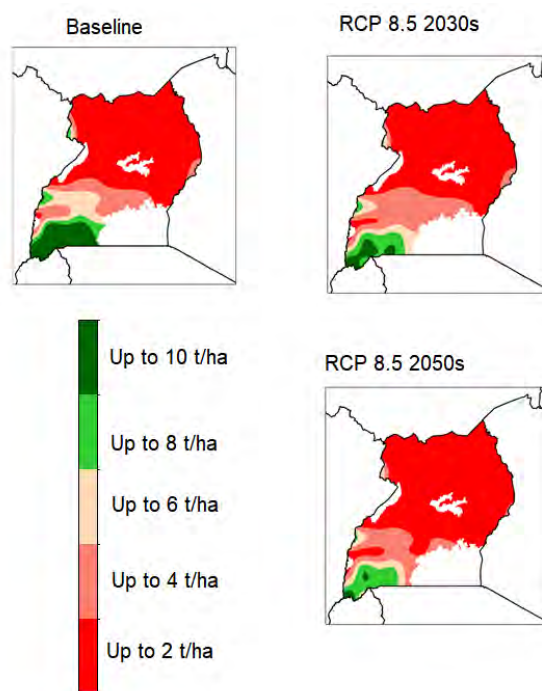 Baseline
RCP 8.5 2030s
Up to 10 t/ha
Up to 8 t/ha
Up to 6 t/ha
Up to 4 t/ha
Up to 2 t/ha
RCP 8.5 2050s